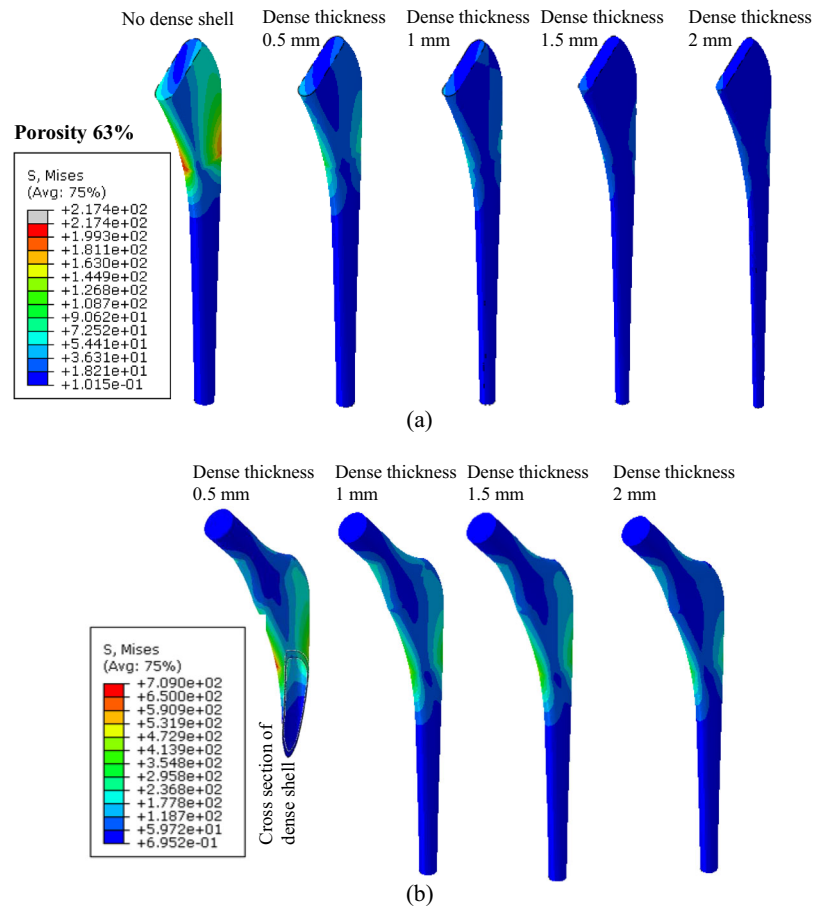 No dense shell
Dense thickness
0.5 mm
Dense thickness
1 mm
Dense thickness
1.5 mm
Dense thickness
2 mm
Porosity 63%
S, Mises
(Avg: 75%)
+2.174e+02
+2.174e+02
+1.993e+02
+1.811e+02
+1.630e+02
+1.449e+02
+1.268e+02
+1.087e+02
+9.062e+01
+7.252e+01
+5.441e+01
+3.631e+01
+1.821e+01
+1.015e-01
(a)
Dense thickness
0.5 mm
Dense thickness
1 mm
Dense thickness
1.5 mm
Dense thickness
2 mm
S, Mises
(Avg: 75%)
+7.090e+02
+6.500e+02
+5.909e+02
+5.319e+02
+4.729e+02
+4.139e+02
+3.548e+02
+2.958e+02
+2.368e+02
+1.778e+02
+1.187e+02
+5.972e+01
+6.952e-01
Cross section of
dense shell
(b)